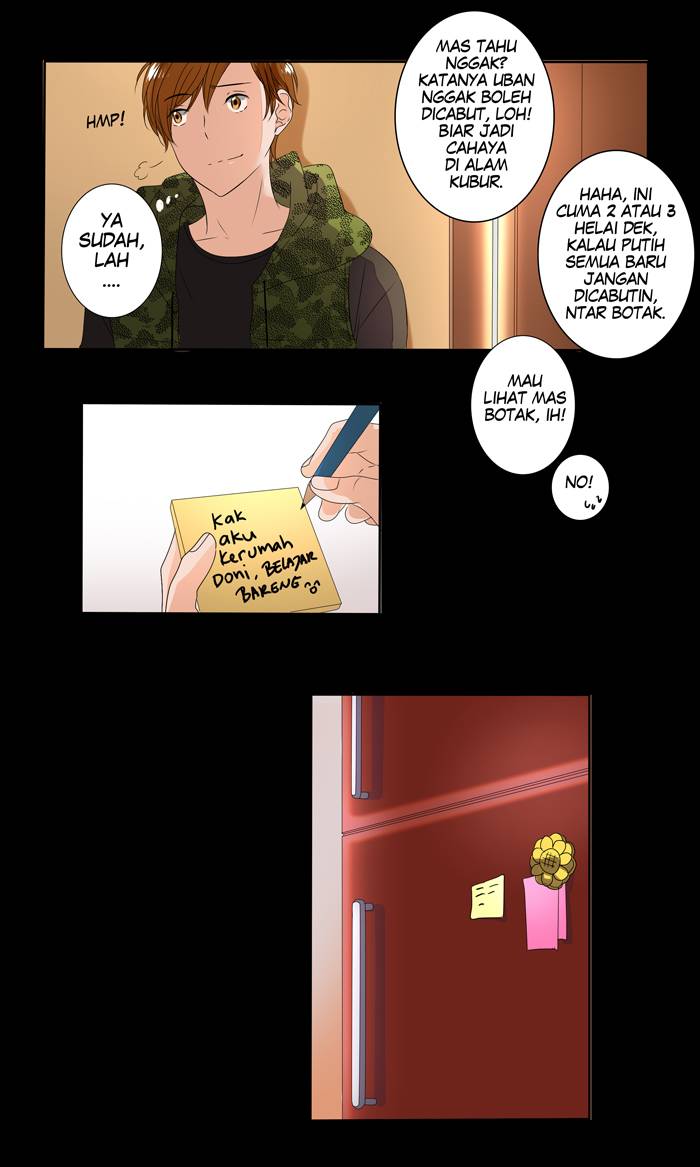 MAS TAHU
NGGAK?
KATANYA UBAN
NGGAK BOLEH
DICABUT, LOH!
BIAR JADI
CAHAYA
DI ALAM
KUBUR.
HMP!
HAHA, INI
CUMA 2 ATAU 3
HELAI DEK,
KALAU PUTIH
SEMUA BARU
JANGAN
DICABUTIN,
NTAR BOTAK.
YA
SUDAH,
LAH
....
MAU
LIHAT MAS
BOTAK, IH!
NO!
Kak
aku
kerumah
Doni, BELAJAR
BARENG